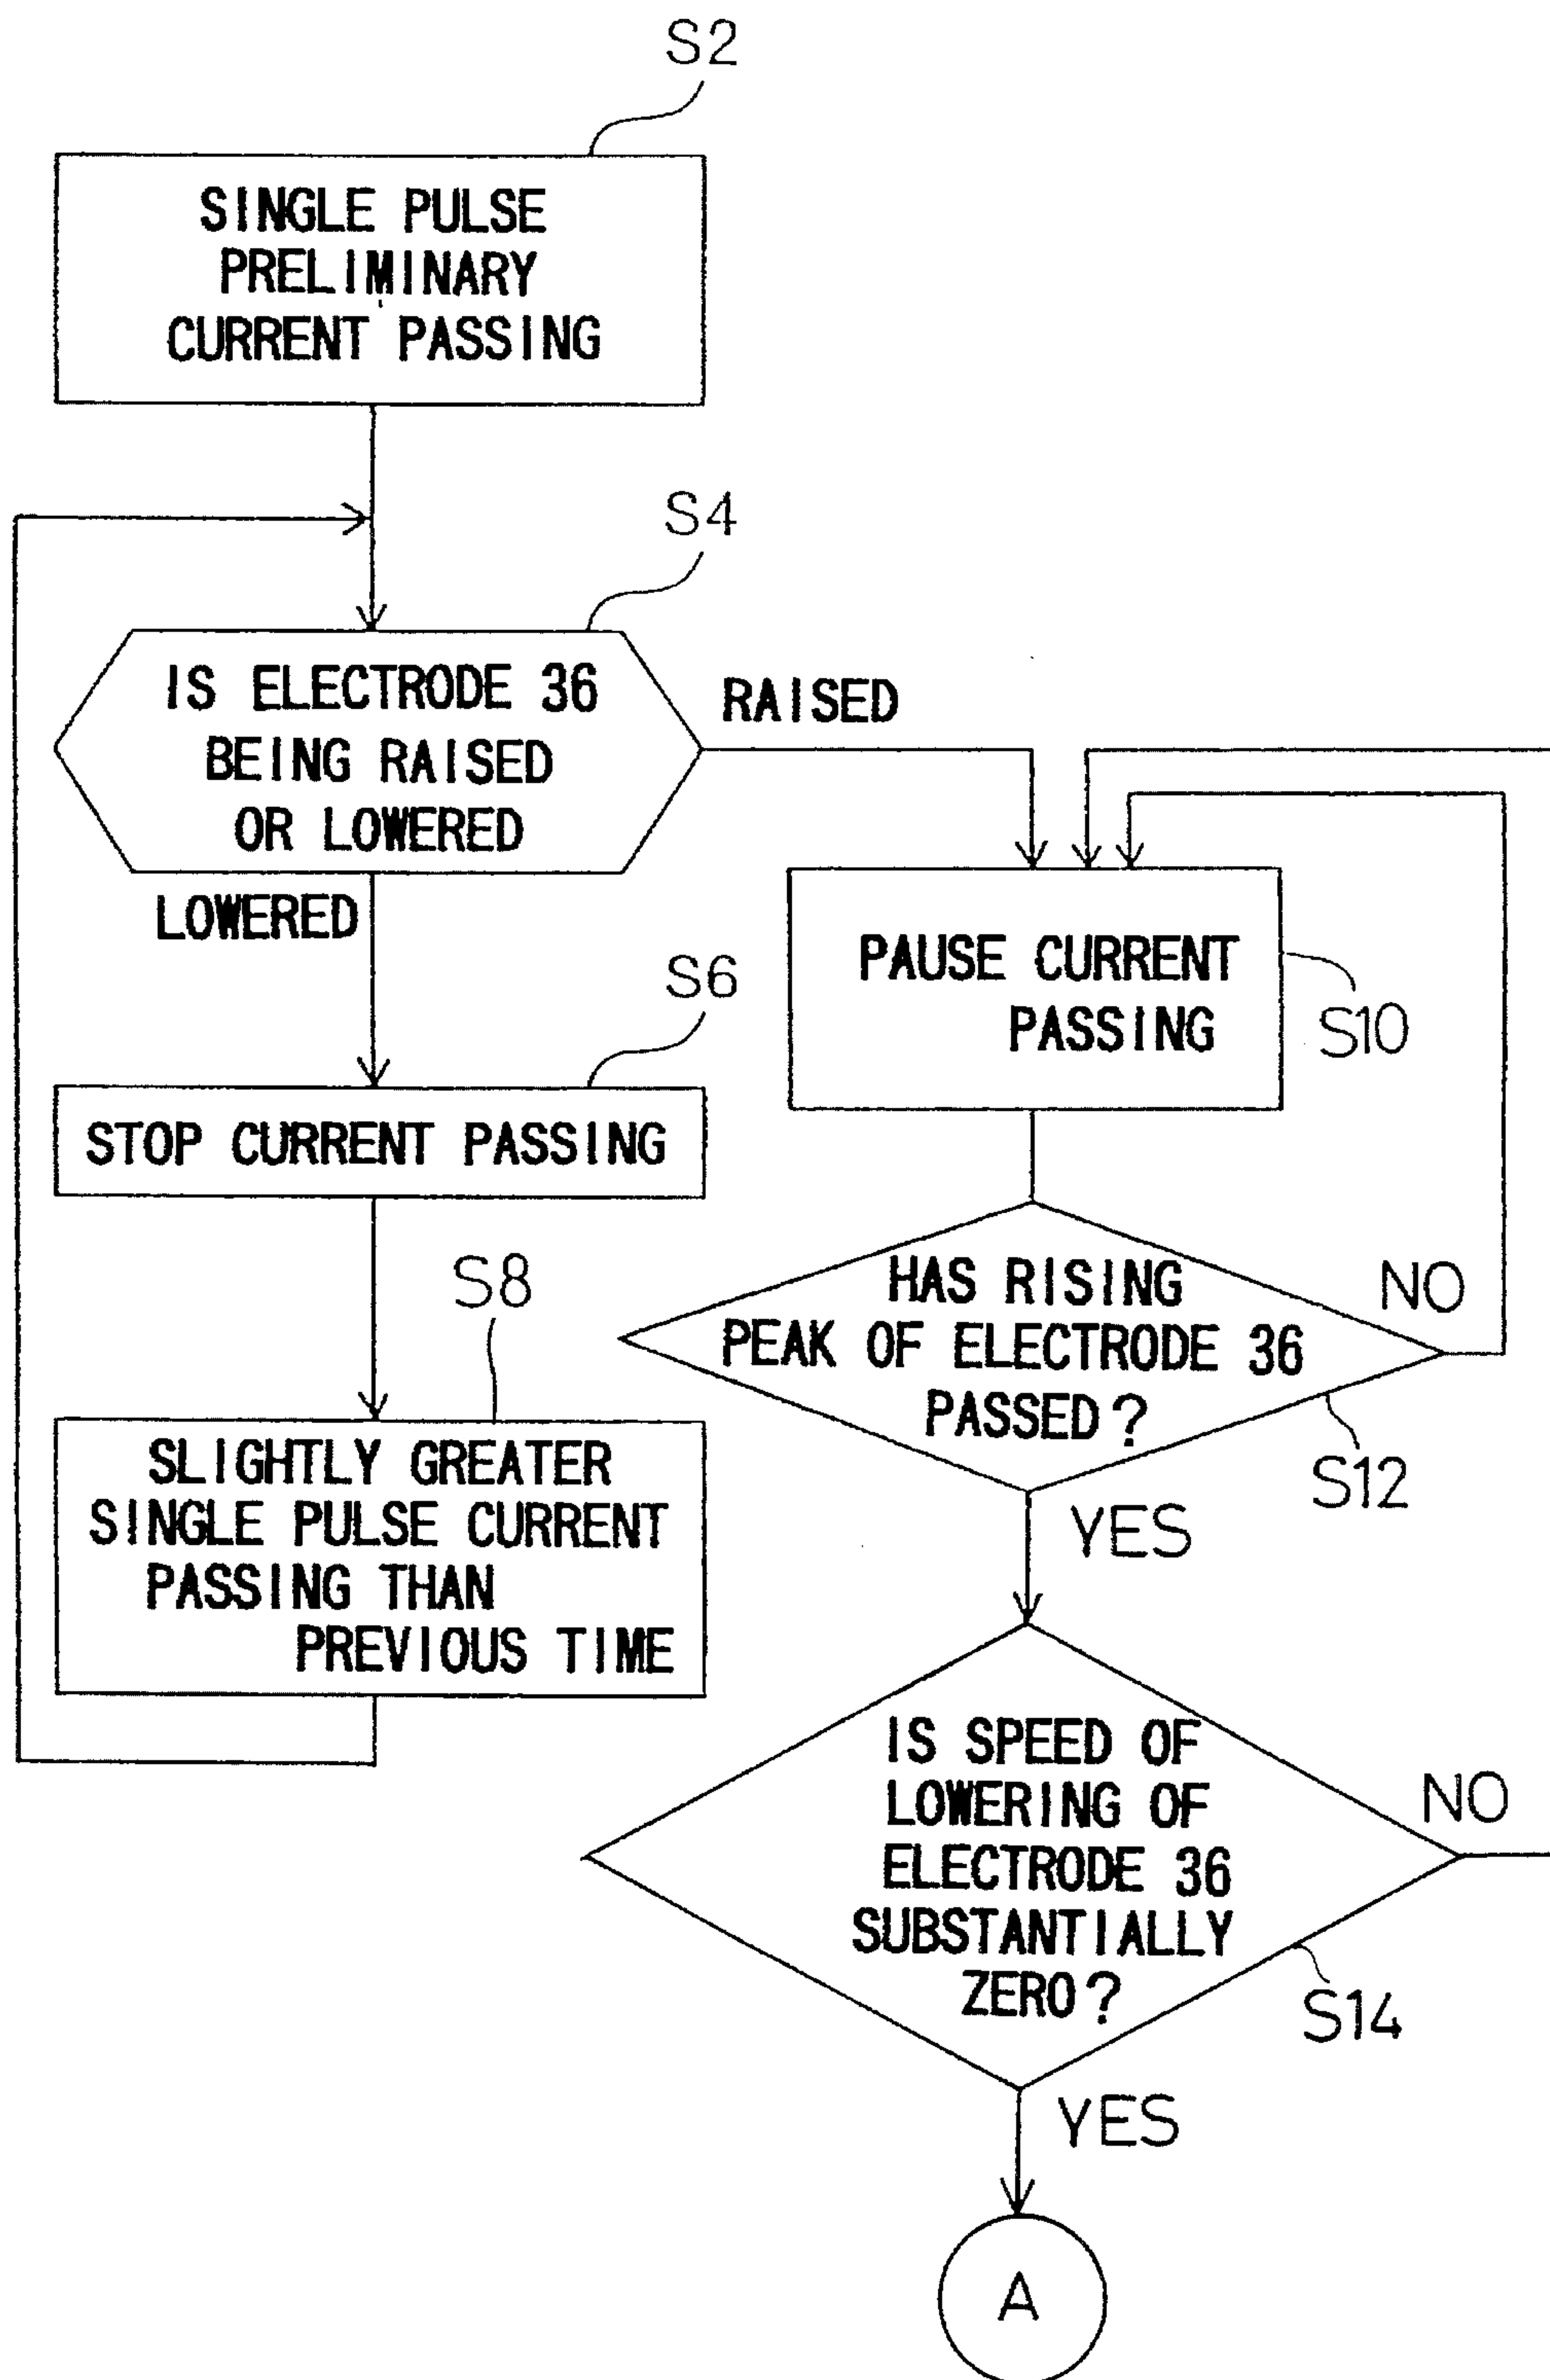 S2
SINGLE PULSE
PRELIMINARY
CURRENT PASSING
S4
IS ELECTRODE 36
BEING RAISED
OR LOWERED
RAISED
LOWERED
S6
STOP CURRENT PASSING
S8
SLIGHTLY GREATER
SINGLE PULSE CURRENT
PASSING THAN
PREVIOUS TIME
PAUSE CURRENT
PASSING
S10
HAS RISING
PEAK OF ELECTRODE 36
PASSED?
NO
S12
YES
IS SPEED OF
LOWERING OF
ELECTRODE 36
SUBSTANTIALLY
ZERO?
NO
S14
YES
A